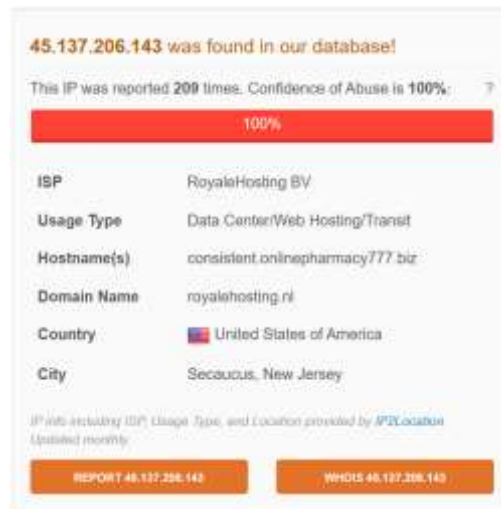 45.137.206.143 was found in our database!
This IP was reported 209 times. Confidence of Abuse is 100%: ?
100%
ISP RoyaleHosting BV
Usage Type Data Center/Web Hosting/Transit
Hostname(s) consistent.onlinepharmacy777.biz
Domain Name royalehosting.nl
Country United States of America
City Secaucus, New Jersey
IP info including ISP, Usage Type, and Location provided by IP2Location.
Updated monthly.
REPORT 45.137.206.143 WHOIS 45.137.206.143